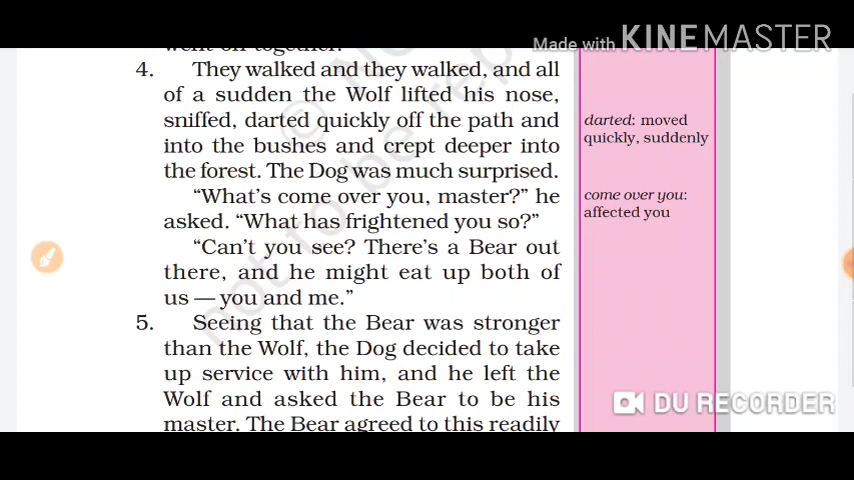 Made with KINEMASTER
went off together.
4. They walked and they walked, and all
of a sudden the Wolf lifted his nose,
sniffed, darted quickly off the path and
into the bushes and crept deeper into
the forest. The Dog was much surprised.
"What's come over you, master?" he
asked. "What has frightened you so?"
"Can't you see? There's a Bear out
there, and he might eat up both of
us — you and me."
5. Seeing that the Bear was stronger
than the Wolf, the Dog decided to take
up service with him, and he left the
Wolf and asked the Bear to be his
master. The Bear agreed to this readily
darted: moved
quickly, suddenly
come over you:
affected you
not to be rep
DU RECORDER